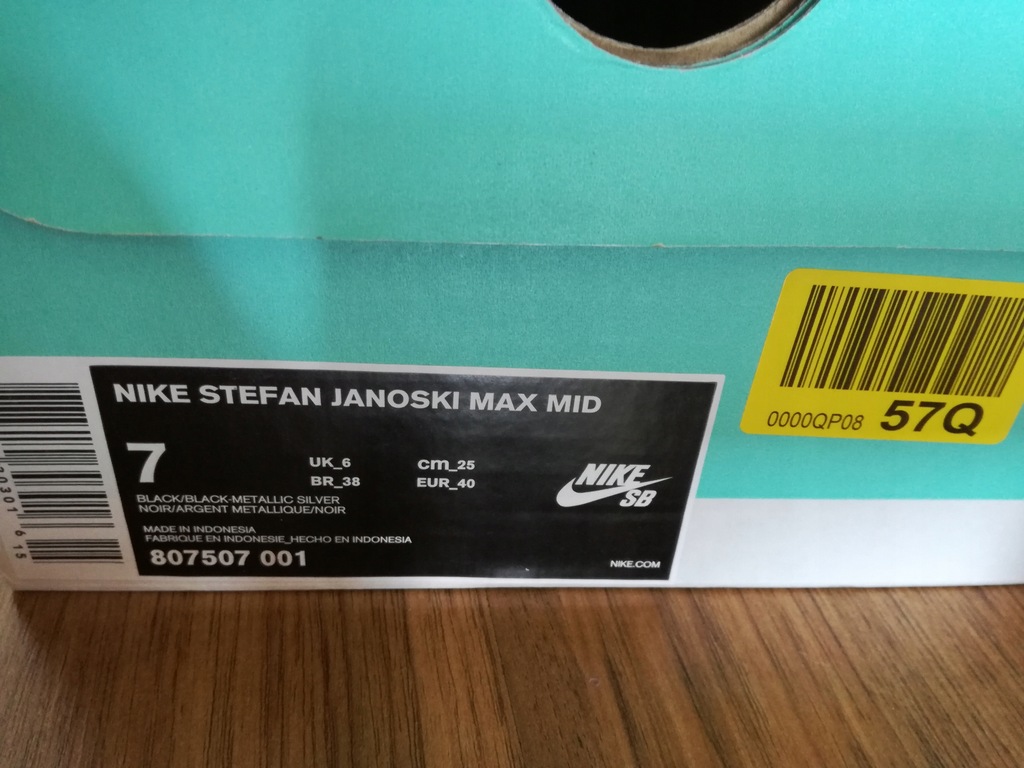 NIKE STEFAN JANOSKI MAX MID
7
UK_6 cm_25
BR_38 EUR_40
BLACK/BLACK-METALLIC SILVER
NOIR/ARGENT METALLIQUE/NOIR
MADE IN INDONESIA
FABRIQUE EN INDONESIE_HECHO EN INDONESIA
807507 001
NIKE
SB
NIKE.COM
0000QP08 57Q